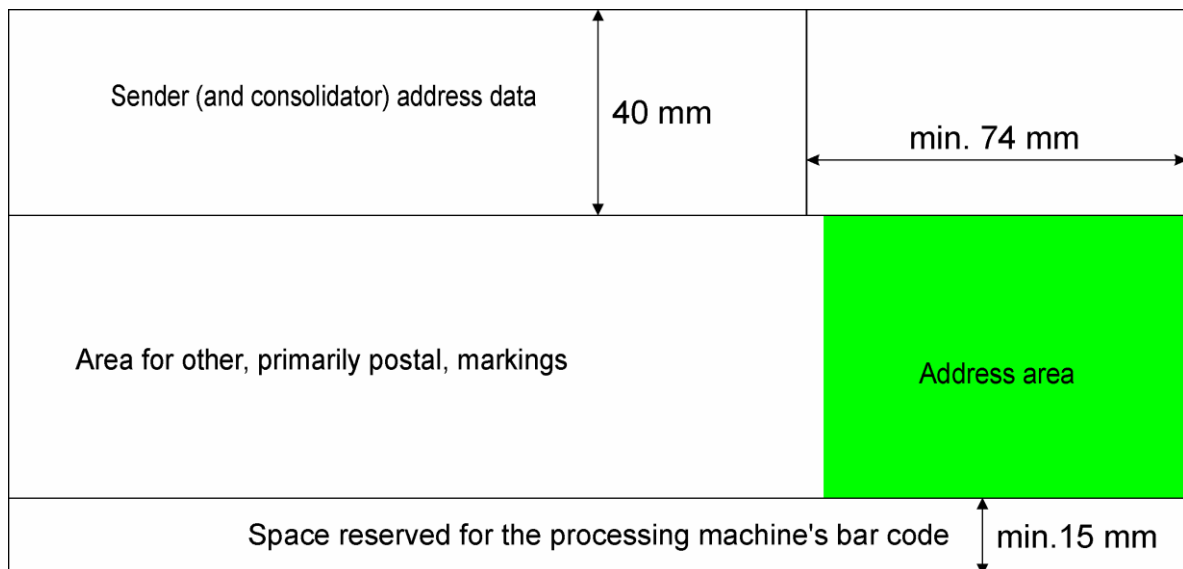 Sender (and consolidator) address data
40 mm
min. 74 mm
Area for other, primarily postal, markings
Address area
Space reserved for the processing machine's bar code
min.15 mm